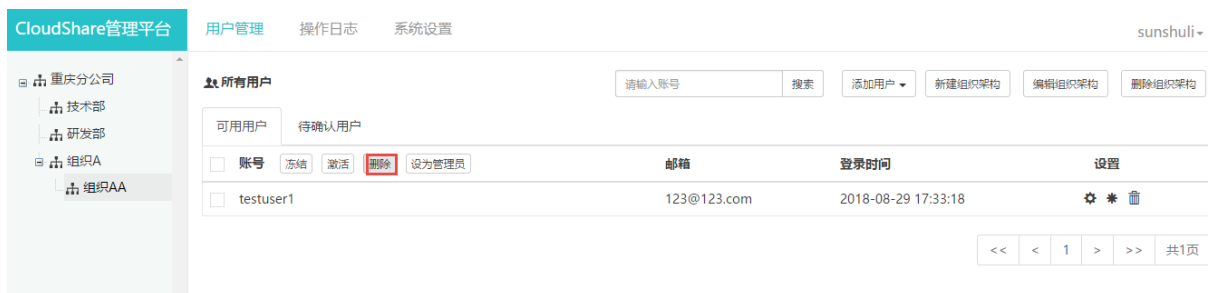 CloudShare管理平台 用户管理 操作日志 系统设置 sunshuli
重庆分公司
技术部
研发部
组织A
组织AA
所有用户 请输入账号 搜索 添加用户 新建组织架构 编辑组织架构 删除组织架构
可用用户 待确认用户
账号 冻结 激活 删除 设为管理员 邮箱 登录时间 设置
testuser1 123@123.com 2018-08-29 17:33:18
<< < 1 > >> 共1页